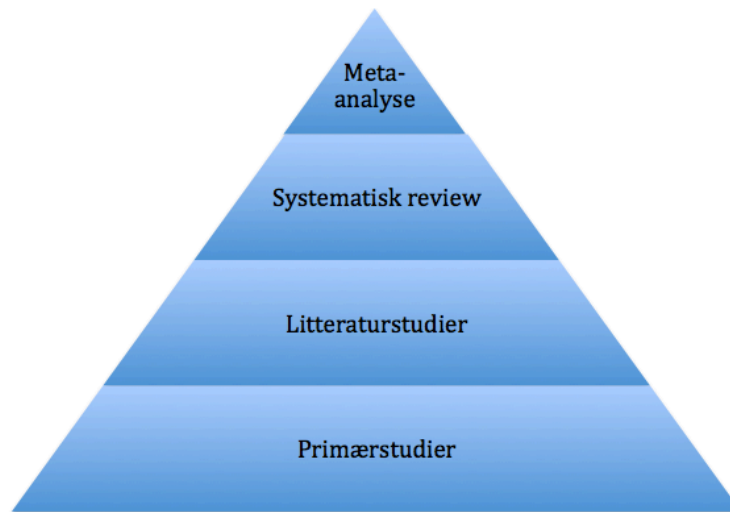 Meta-
analyse
Systematisk review
Litteraturstudier
Primærstudier